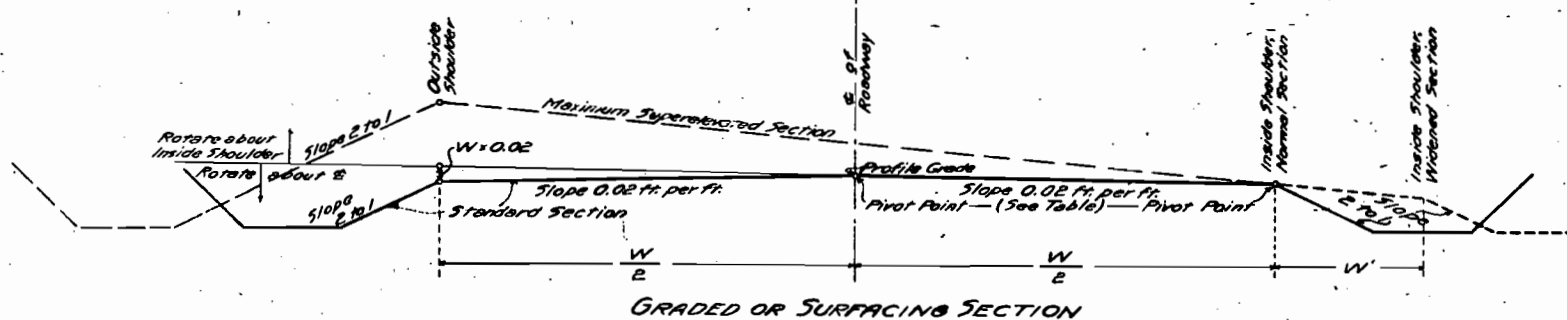 Outside
Shoulder
℄ of
Roadway
Inside Shoulder,
Normal Section
Inside Shoulder,
Widened Section
Maximum Superelevated Section
Slope 2 to 1
Rotate about
Inside Shoulder
Rotate about ℄
W x 0.02
Profile Grade
Slope 0.02 ft. per ft.
Slope 0.02 ft. per ft.
Pivot Point — (See Table) — Pivot Point
Slope
2 to 1
Standard Section
Slope
2 to 1
W
2
W
2
W'
GRADED OR SURFACING SECTION